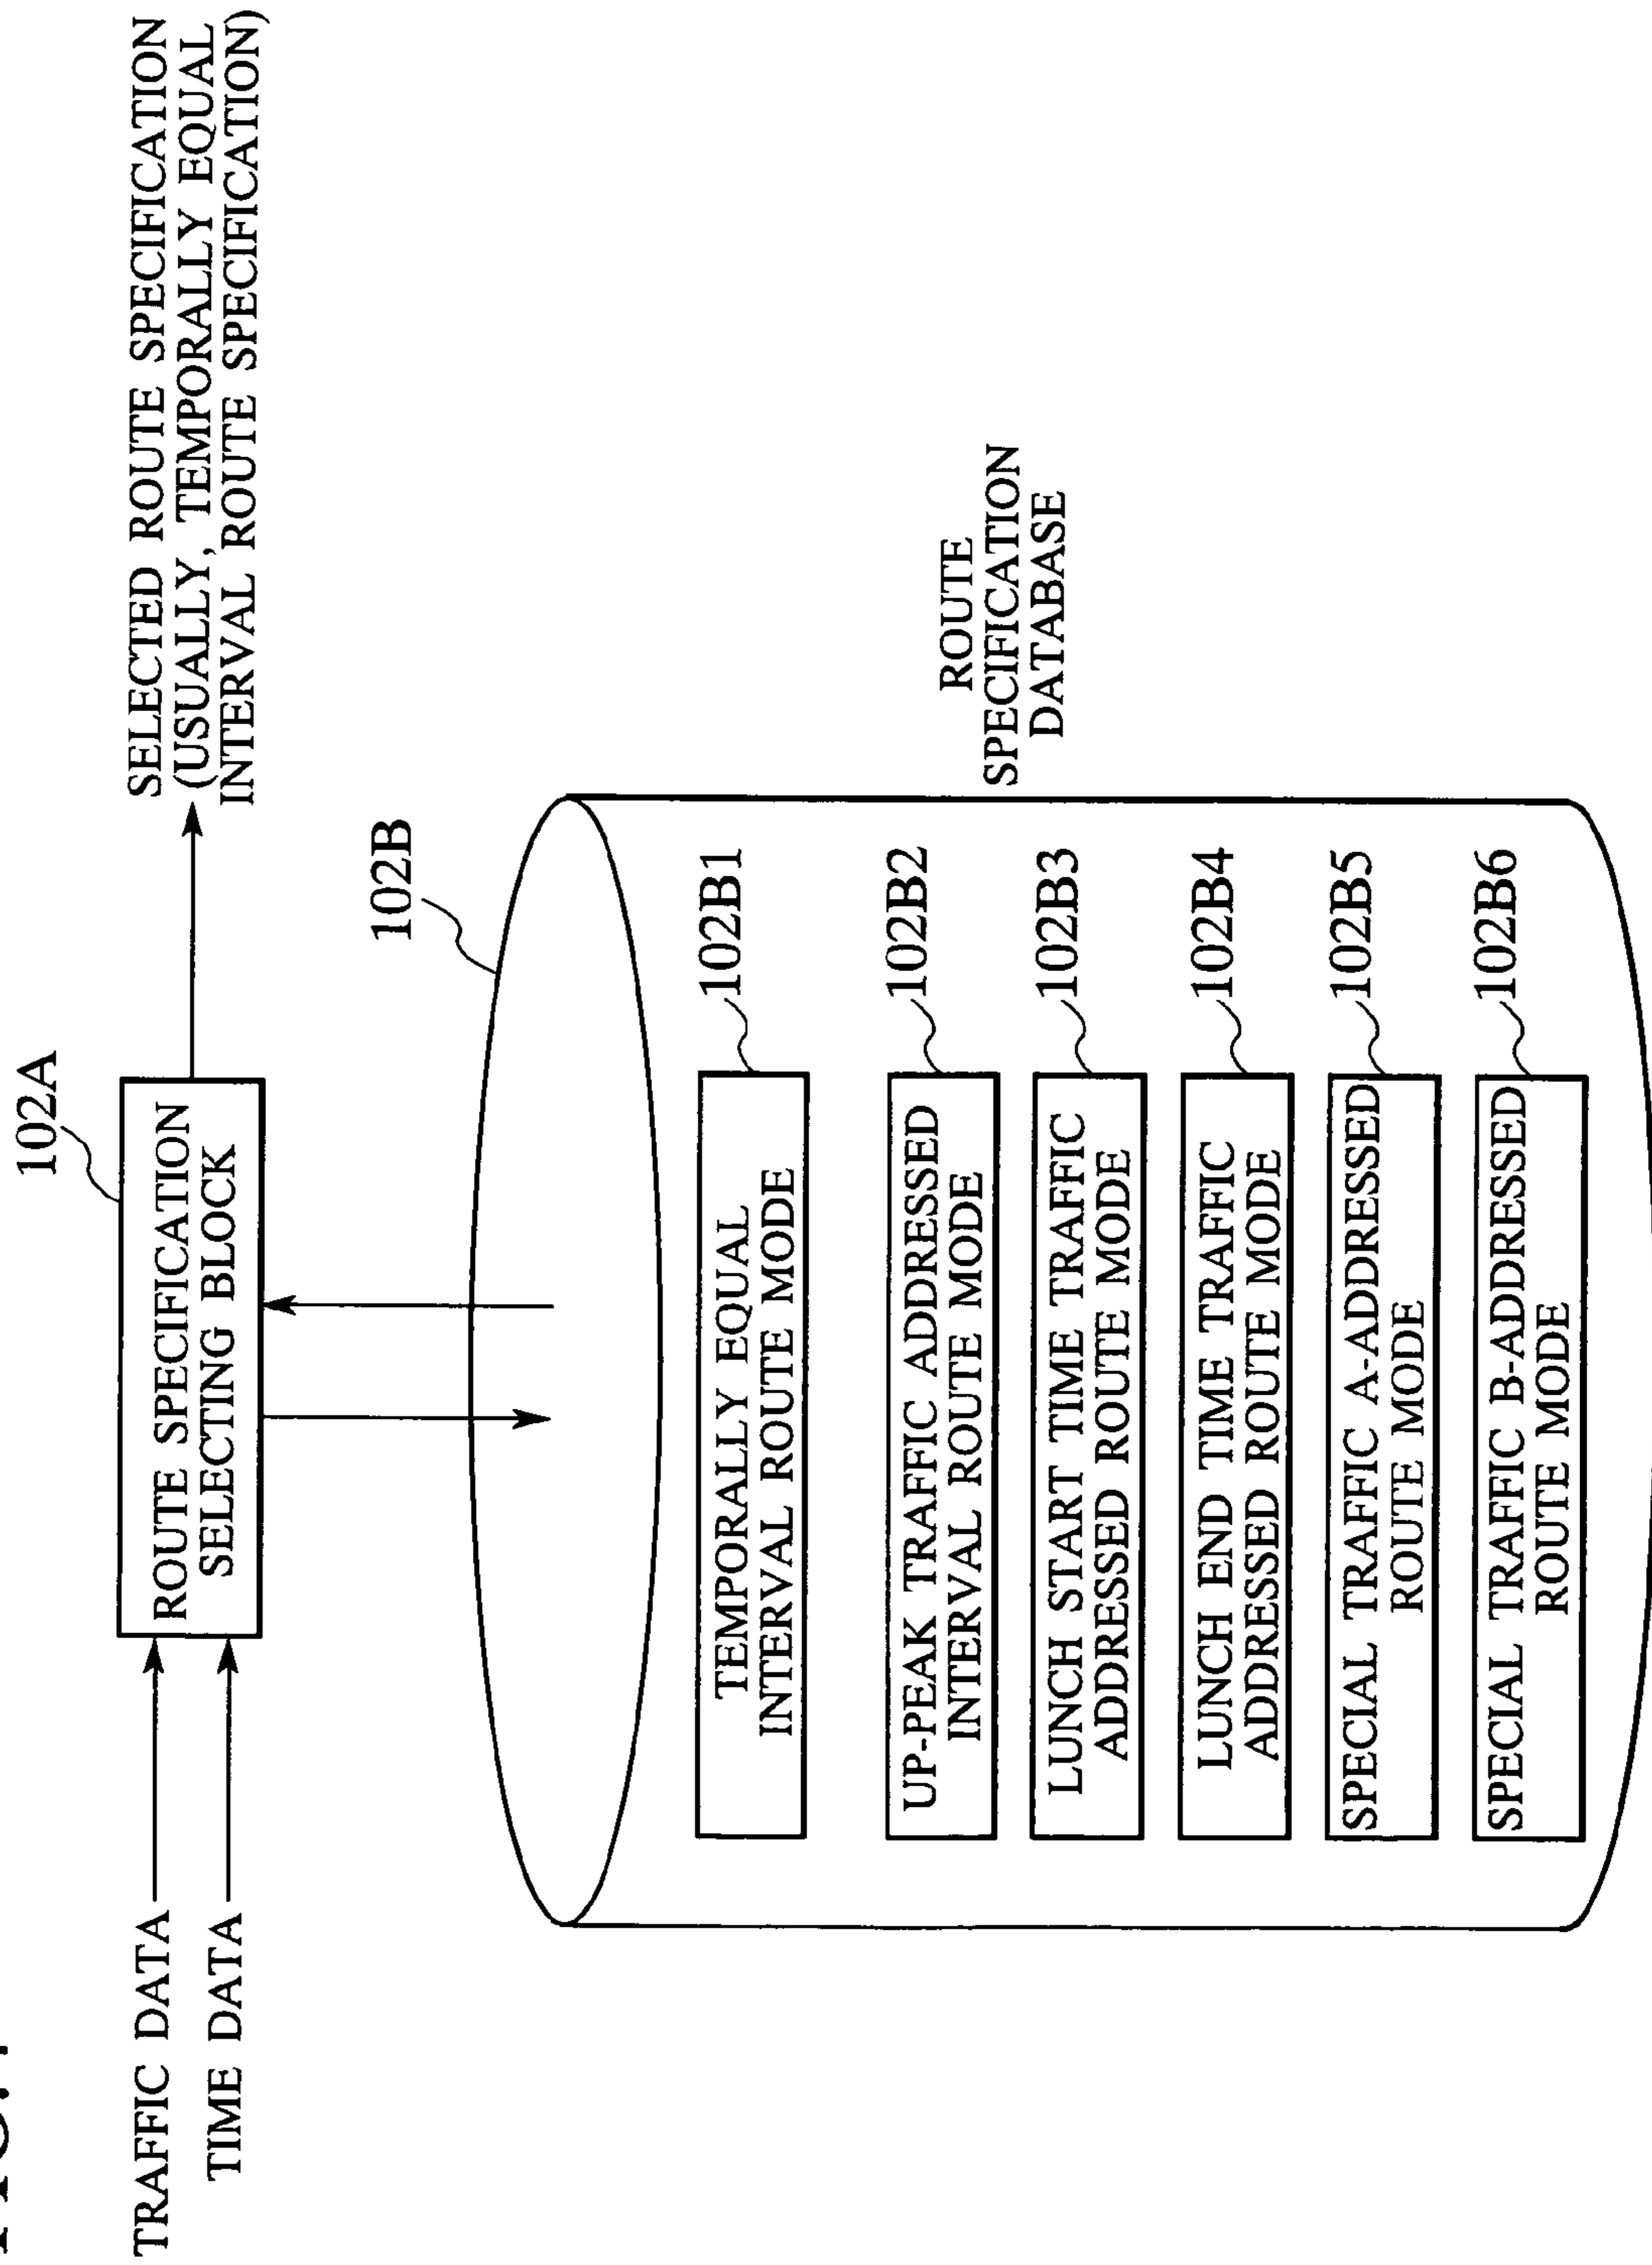 102A
TRAFFIC DATA
TIME DATA
ROUTE SPECIFICATION
SELECTING BLOCK
SELECTED ROUTE SPECIFICATION
(USUALLY, TEMPORALLY EQUAL
INTERVAL ROUTE SPECIFICATION)
102B
TEMPORALLY EQUAL
INTERVAL ROUTE MODE
102B1
UP-PEAK TRAFFIC ADDRESSED
INTERVAL ROUTE MODE
102B2
LUNCH START TIME TRAFFIC
ADDRESSED ROUTE MODE
102B3
LUNCH END TIME TRAFFIC
ADDRESSED ROUTE MODE
102B4
SPECIAL TRAFFIC A-ADDRESSED
ROUTE MODE
102B5
SPECIAL TRAFFIC B-ADDRESSED
ROUTE MODE
102B6
ROUTE
SPECIFICATION
DATABASE